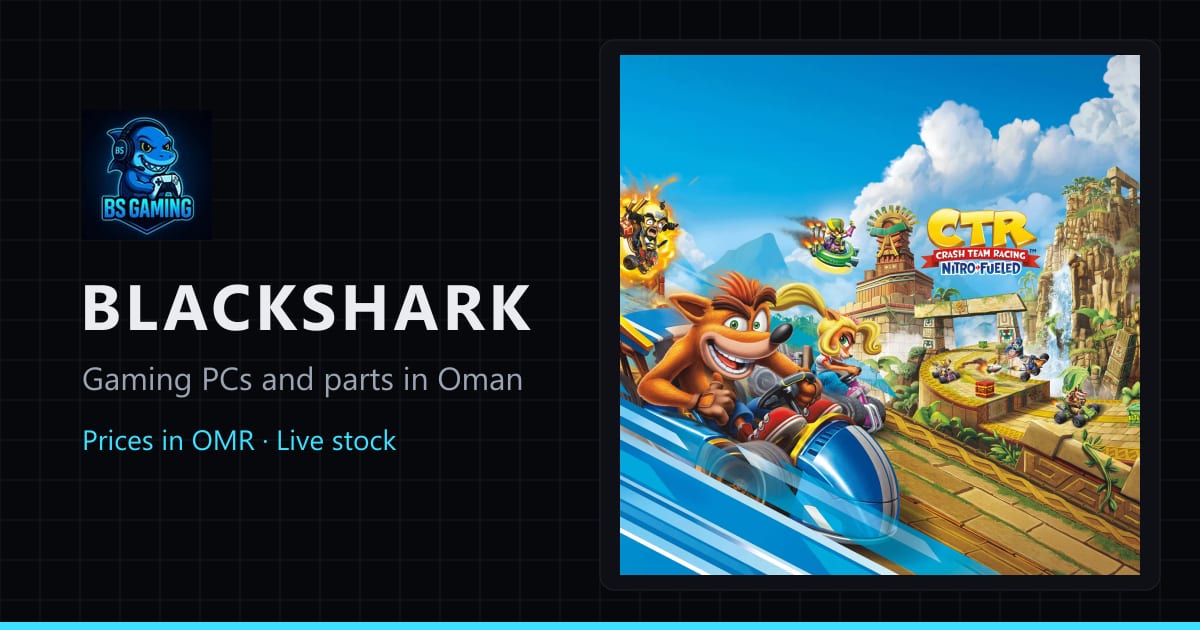 BS
BS GAMING
BLACKSHARK
Gaming PCs and parts in Oman
Prices in OMR · Live stock
CTR
CRASH TEAM RACING™
NITRO-FUELED